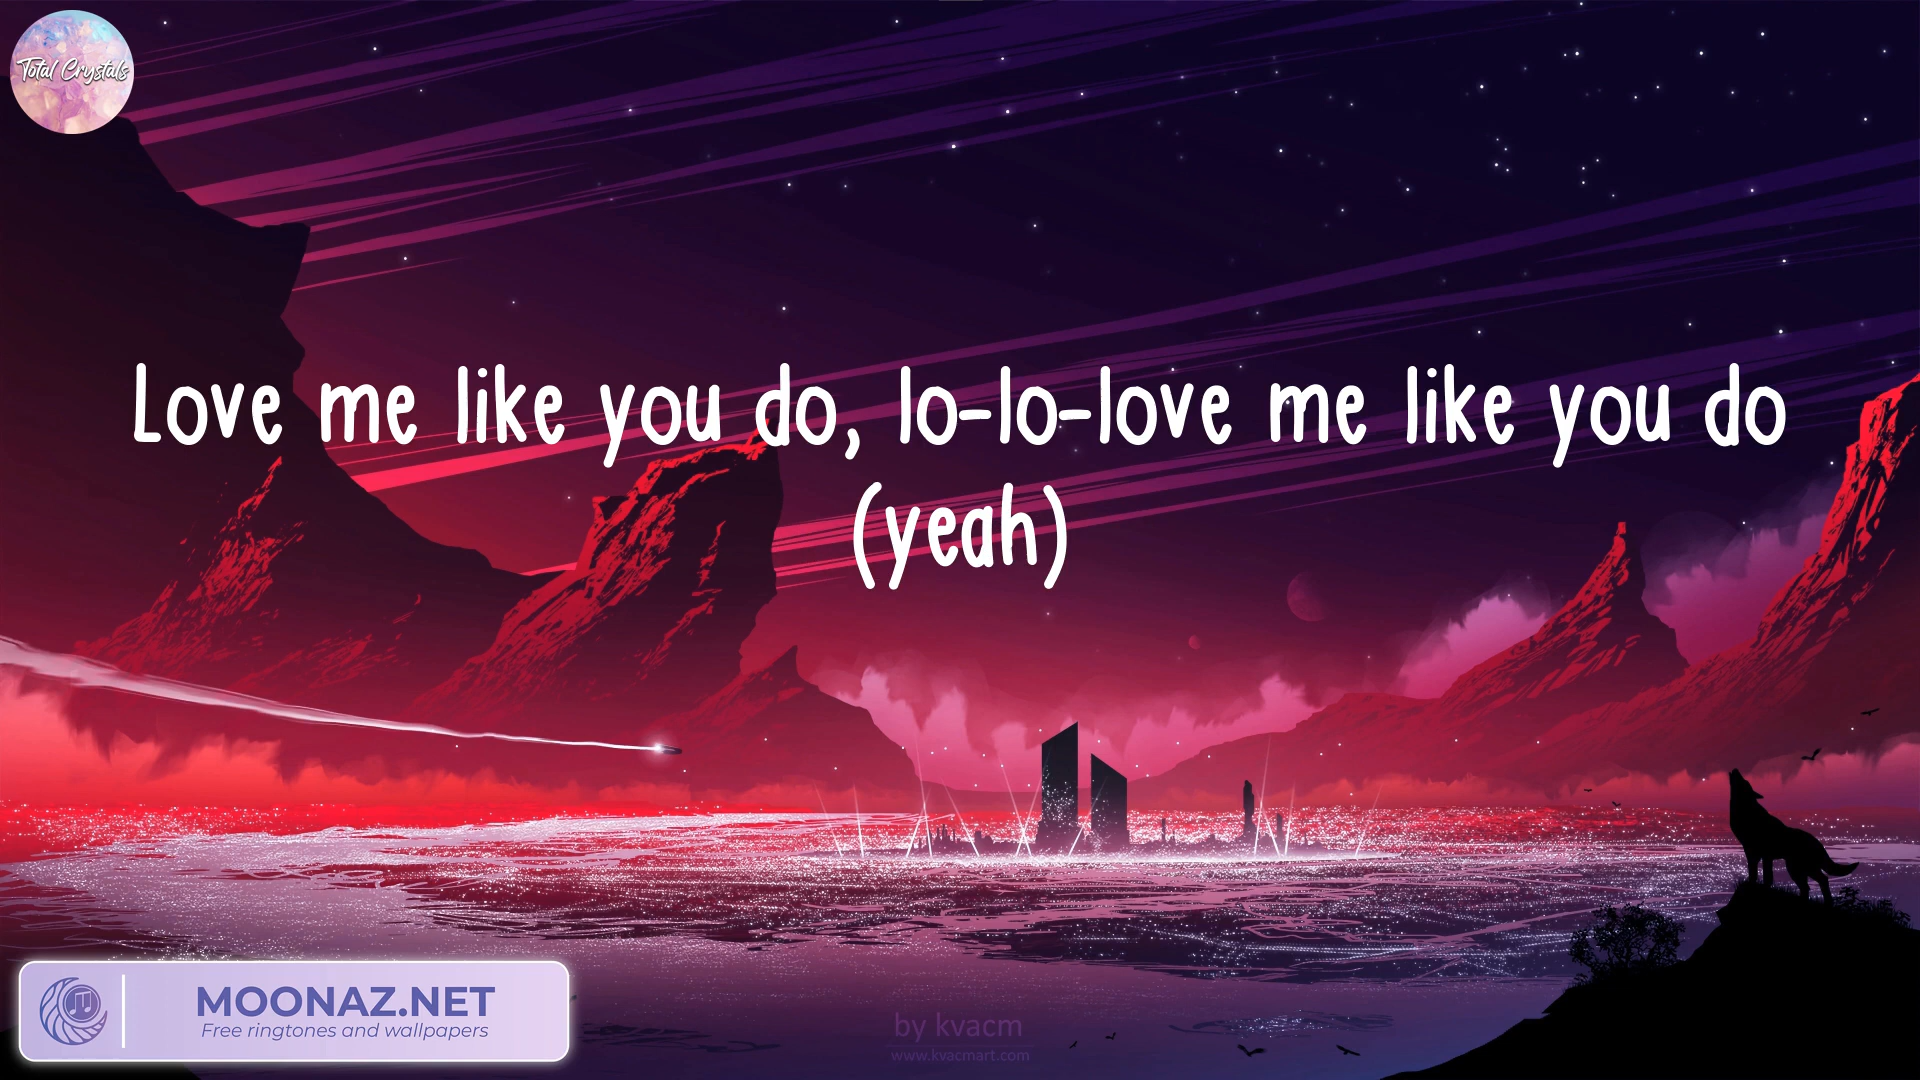 Total Crystals
Love me like you do, lo-lo-love me like you do
(yeah)
MOONAZ.NET
Free ringtones and wallpapers
by kvacm
www.kvacmart.com